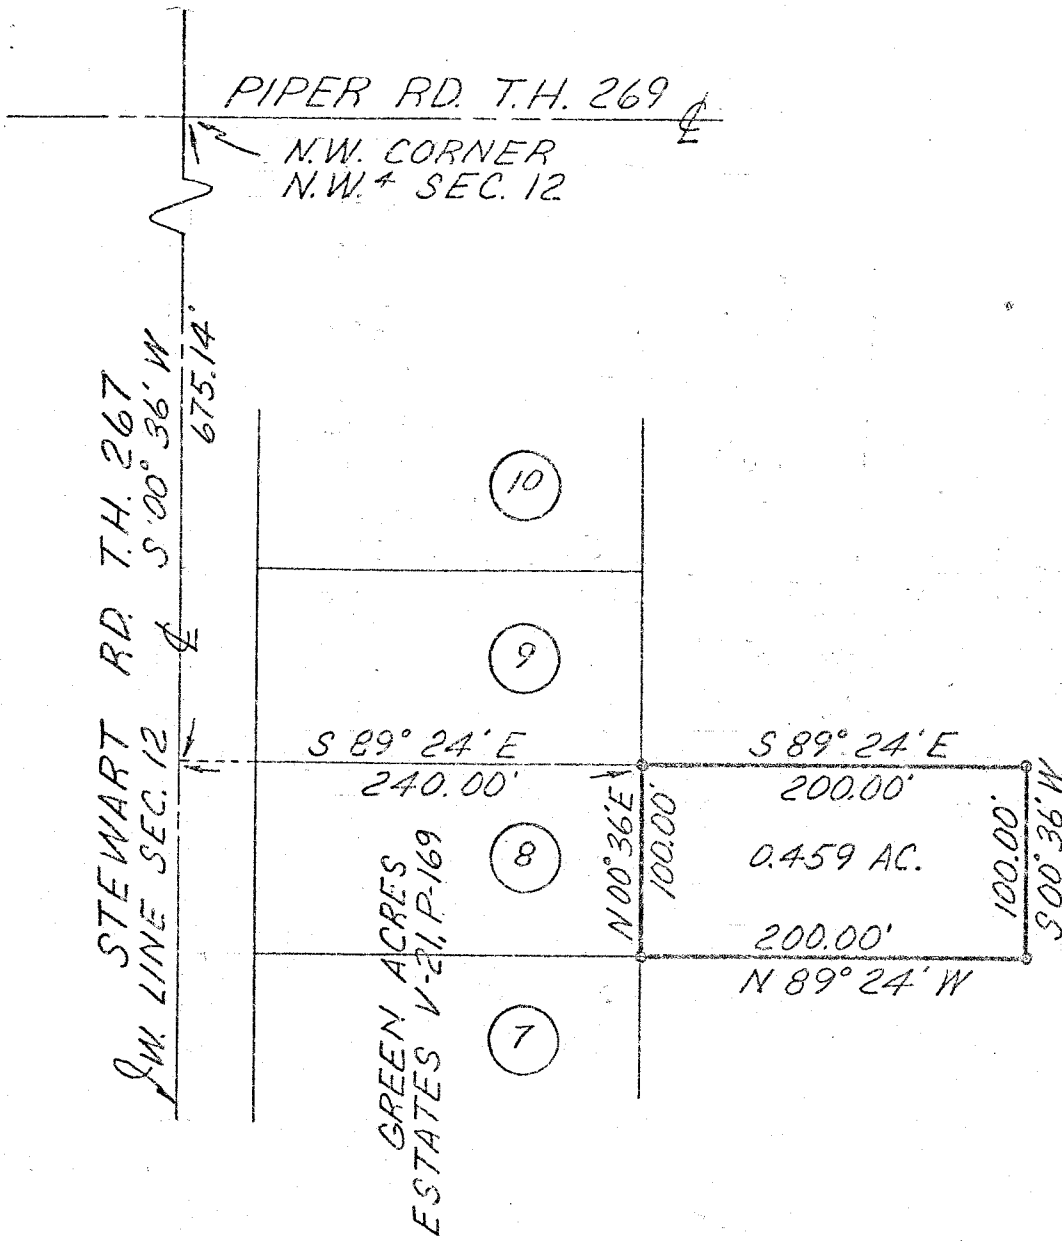 PIPER RD. T.H. 269 ℄
N.W. CORNER
N.W.⁴ SEC. 12
STEWART RD. T.H. 267
W. LINE SEC. 12 ℄ S 00° 36' W
675.14'
10
9
S 89° 24' E
240.00'
S 89° 24' E
200.00'
N 00° 36' E
100.00'
8
0.459 AC.
100.00'
S 00° 36' W
200.00'
N 89° 24' W
GREEN ACRES
ESTATES V-21, P-169
7